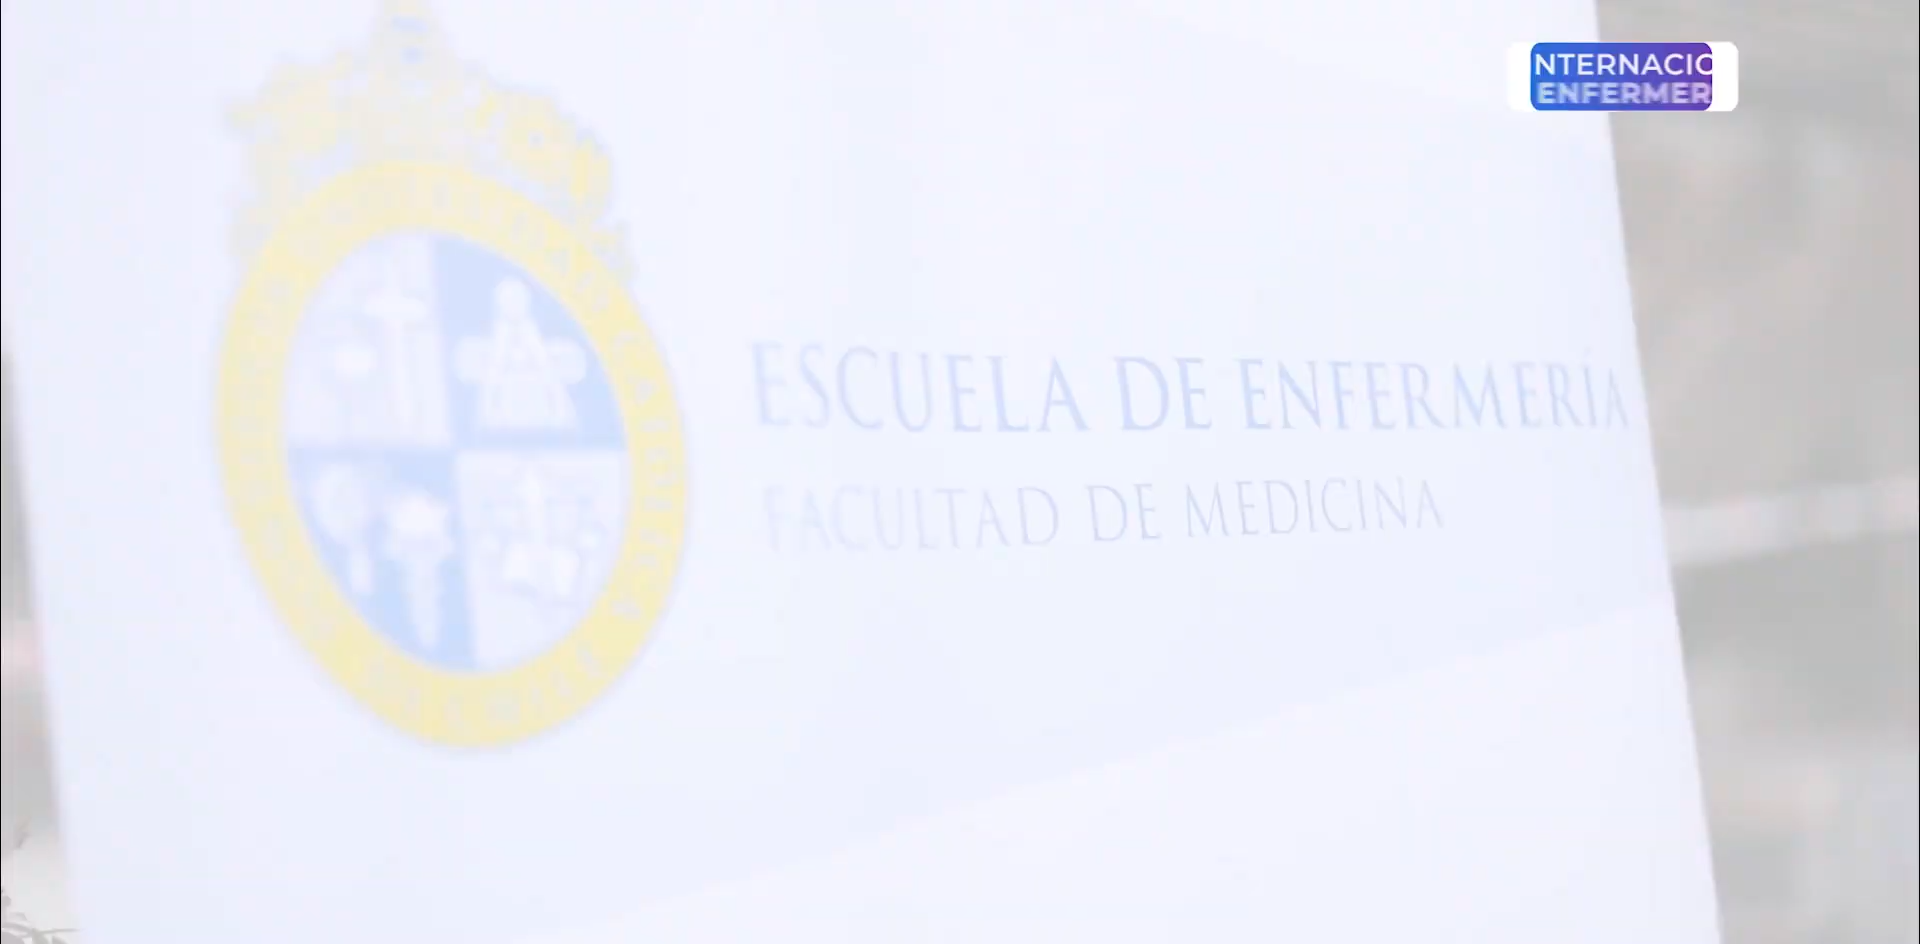 NTERNACIO
ENFERMER
ESCUELA DE ENFERMERÍA
FACULTAD DE MEDICINA